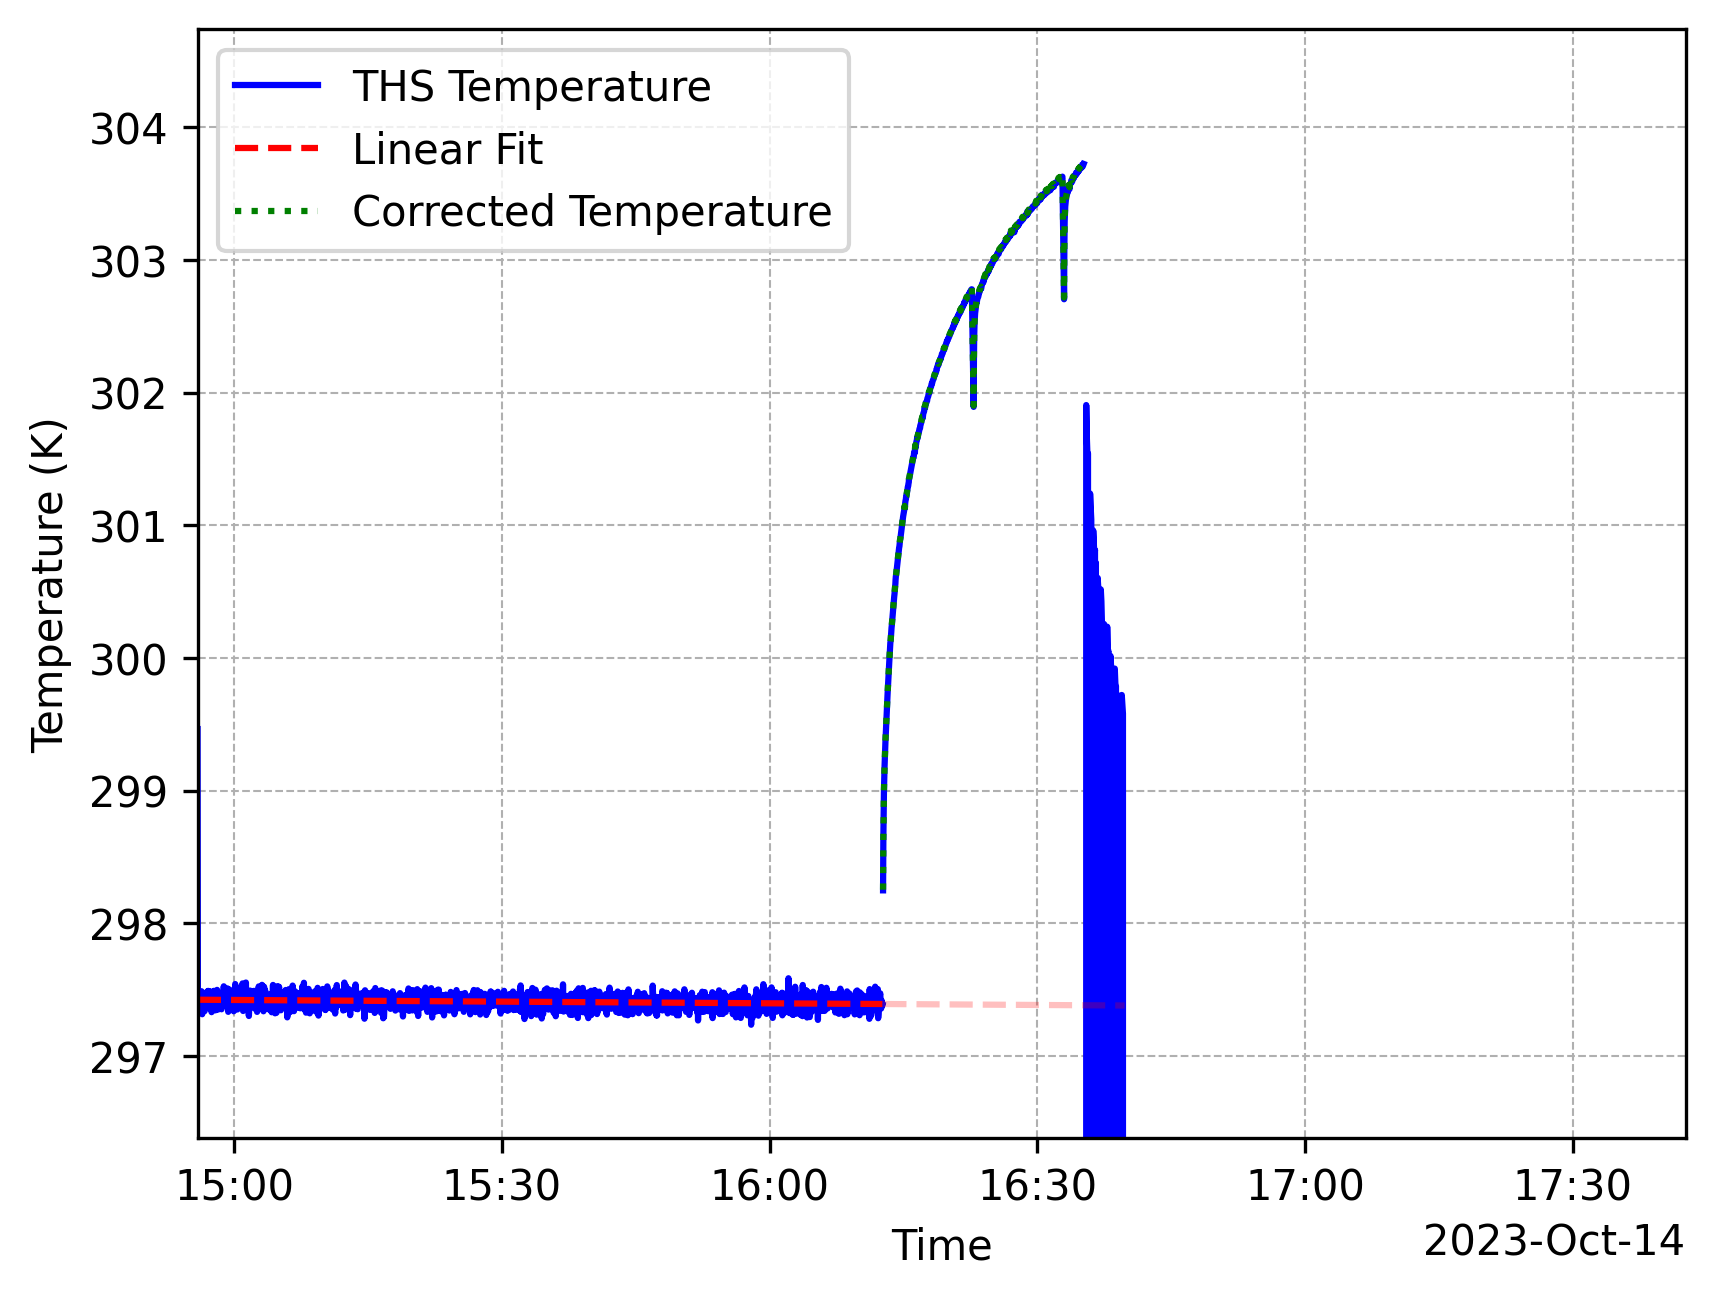 THS Temperature
Linear Fit
Corrected Temperature
304
303
302
301
300
299
298
297
Temperature (K)
15:00 15:30 16:00 16:30 17:00 17:30
Time
2023-Oct-14